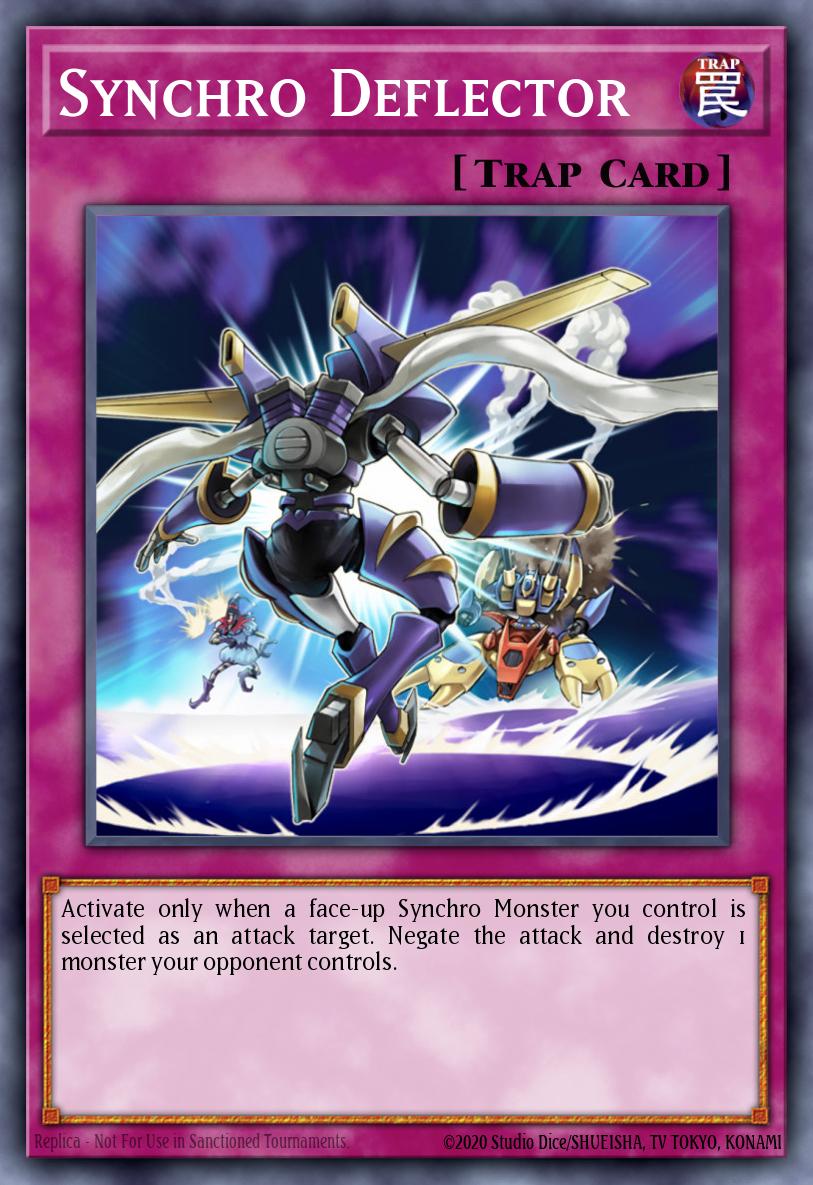 Synchro Deflector
TRAP
罠
[Trap Card]
Activate only when a face-up Synchro Monster you control is
selected as an attack target. Negate the attack and destroy 1
monster your opponent controls.
Replica - Not For Use in Sanctioned Tournaments.
©2020 Studio Dice/SHUEISHA, TV TOKYO, KONAMI